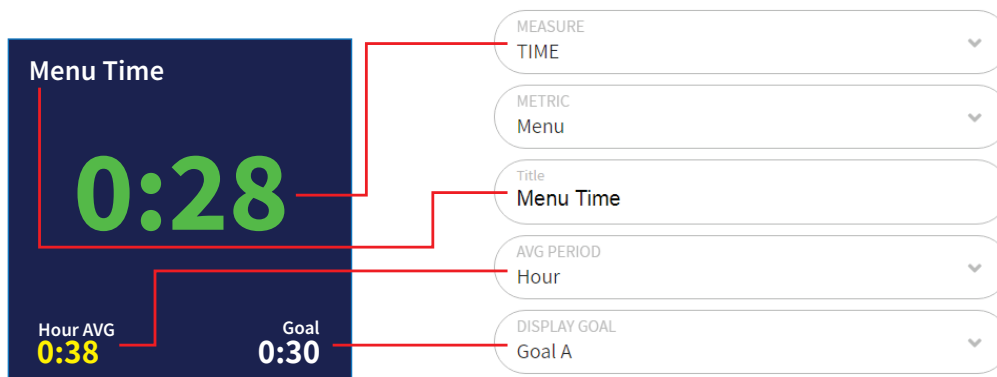 Menu Time
0:28
Hour AVG
0:38
Goal
0:30
MEASURE
TIME
METRIC
Menu
Title
Menu Time
AVG PERIOD
Hour
DISPLAY GOAL
Goal A